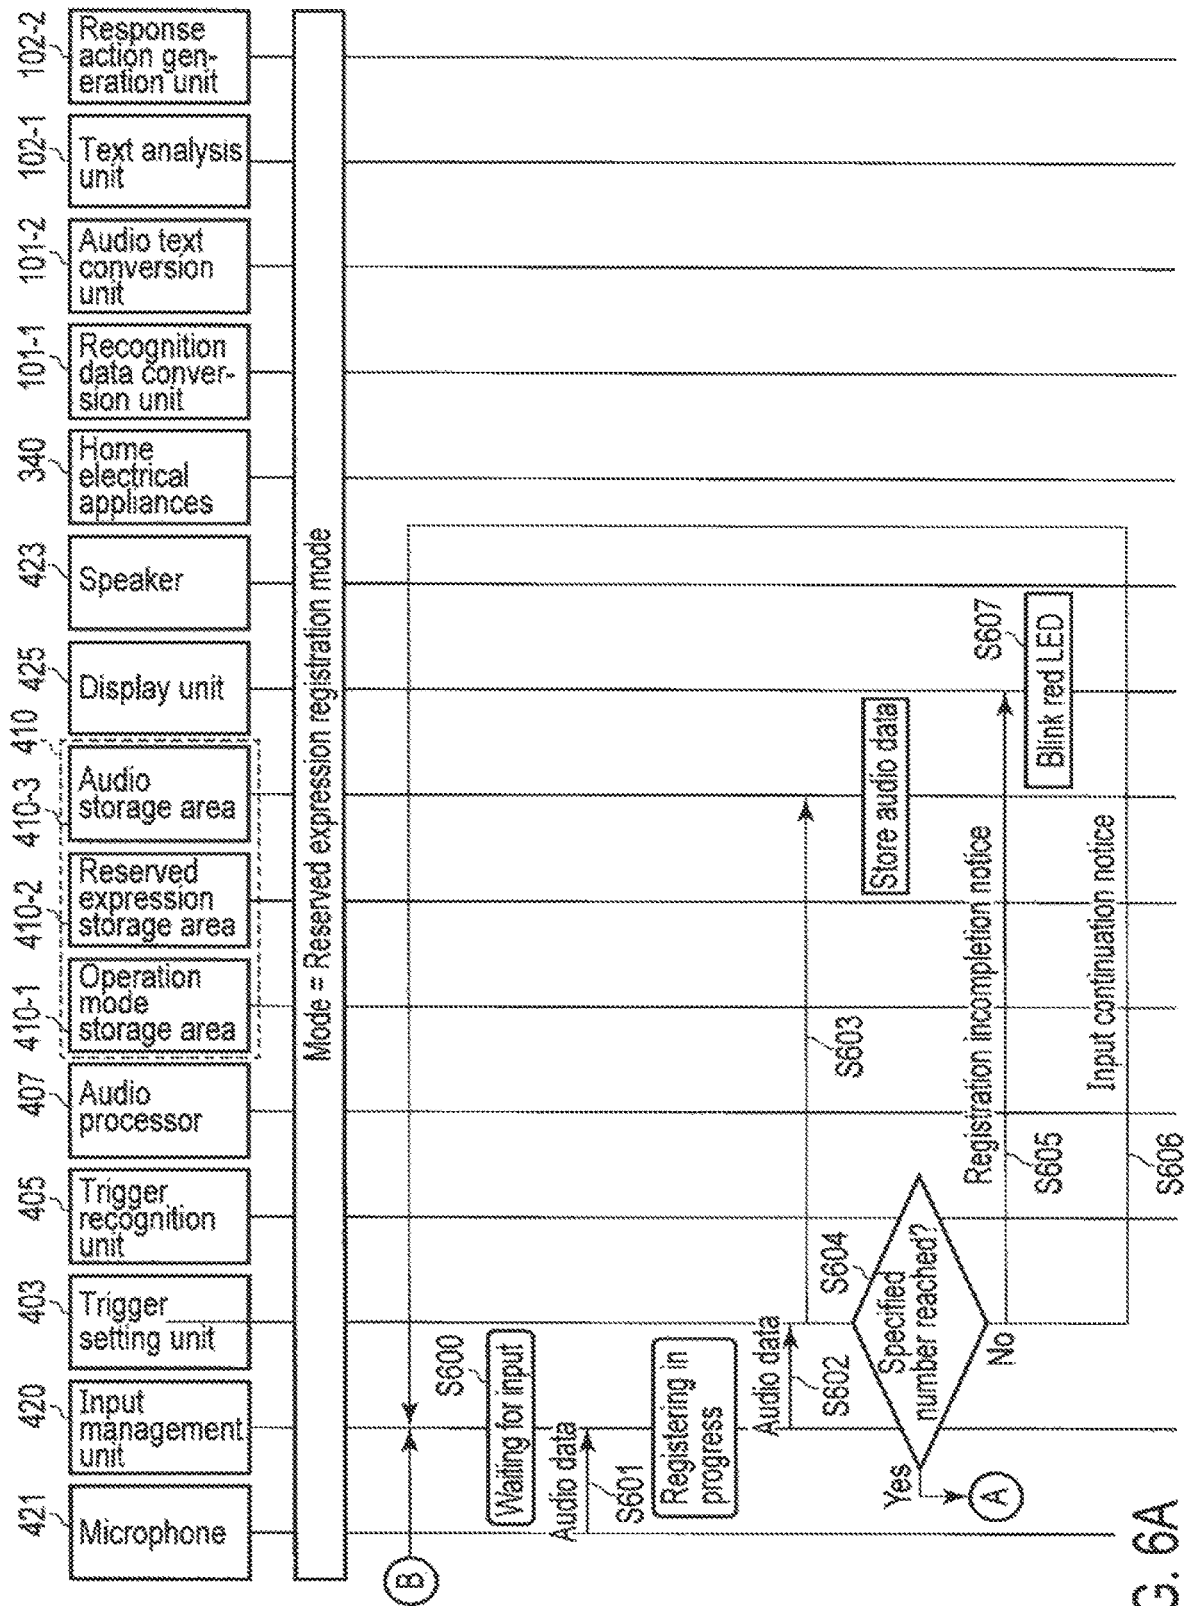 421
Microphone
420
Input
management
unit
403
Trigger
setting unit
405
Trigger
recognition
unit
407
Audio
processor
410-1
Operation
mode
storage area
410-2
Reserved
expression
storage area
410-3
Audio
storage area
410
425
Display unit
423
Speaker
340
Home
electrical
appliances
101-1
Recognition
data conver-
sion unit
101-2
Audio text
conversion
unit
102-1
Text analysis
unit
102-2
Response
action gen-
eration unit
Mode = Reserved expression registration mode
B
S600
Waiting for input
Audio data
S601
Registering in
progress
Audio data
S602
S603
Store audio data
S604
Specified
number reached?
Yes
A
No
Registration incompletion notice
S605
S607
Blink red LED
Input continuation notice
S606
G. 6A